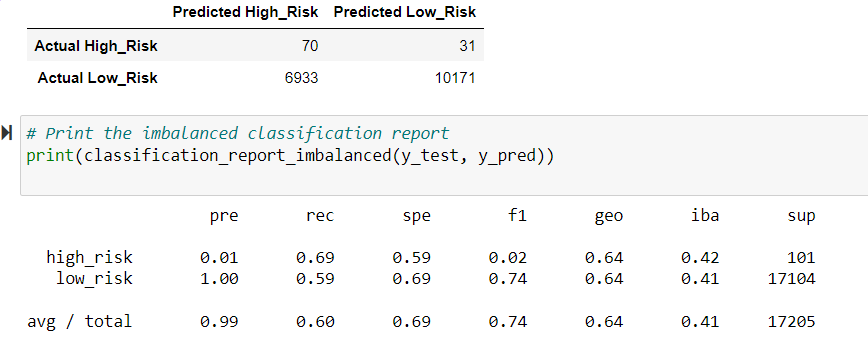 Predicted High_Risk Predicted Low_Risk
Actual High_Risk 70 31
Actual Low_Risk 6933 10171
# Print the imbalanced classification report
print(classification_report_imbalanced(y_test, y_pred))
pre rec spe f1 geo iba sup
high_risk 0.01 0.69 0.59 0.02 0.64 0.42 101
low_risk 1.00 0.59 0.69 0.74 0.64 0.41 17104
avg / total 0.99 0.60 0.69 0.74 0.64 0.41 17205